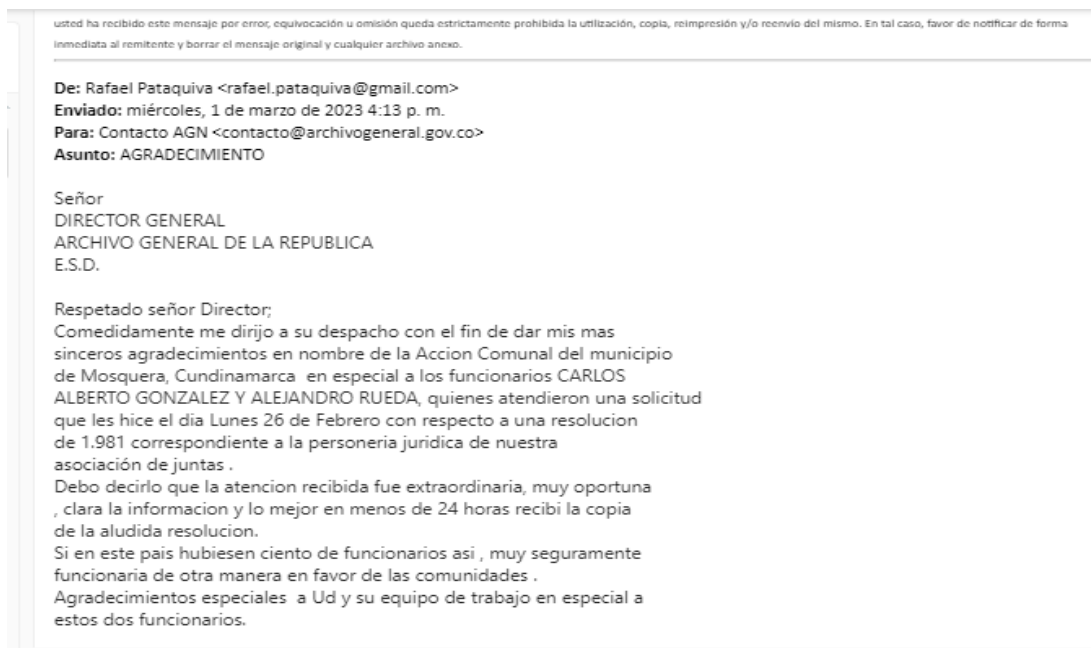 usted ha recibido este mensaje por error, equivocación u omisión queda estrictamente prohibida la utilización, copia, reimpresión y/o reenvio del mismo. En tal caso, favor de notificar de forma
inmediata al remitente y borrar el mensaje original y cualquier archivo anexo.
De: Rafael Pataquiva <rafael.pataquiva@gmail.com>
Enviado: miércoles, 1 de marzo de 2023 4:13 p. m.
Para: Contacto AGN <contacto@archivogeneral.gov.co>
Asunto: AGRADECIMIENTO
Señor
DIRECTOR GENERAL
ARCHIVO GENERAL DE LA REPUBLICA
E.S.D.
Respetado señor Director;
Comedidamente me dirijo a su despacho con el fin de dar mis mas
sinceros agradecimientos en nombre de la Accion Comunal del municipio
de Mosquera, Cundinamarca  en especial a los funcionarios CARLOS
ALBERTO GONZALEZ Y ALEJANDRO RUEDA, quienes atendieron una solicitud
que les hice el dia Lunes 26 de Febrero con respecto a una resolucion
de 1.981 correspondiente a la personeria juridica de nuestra
asociación de juntas .
Debo decirlo que la atencion recibida fue extraordinaria, muy oportuna
, clara la informacion y lo mejor en menos de 24 horas recibi la copia
de la aludida resolucion.
Si en este pais hubiesen ciento de funcionarios asi , muy seguramente
funcionaria de otra manera en favor de las comunidades .
Agradecimientos especiales  a Ud y su equipo de trabajo en especial a
estos dos funcionarios.